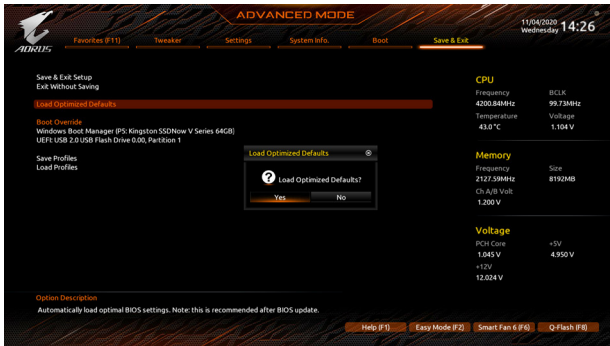 ADVANCED MODE
11/04/2020
Wednesday 14:26
AORUS
Favorites (F11) Tweaker Settings System Info. Boot Save & Exit
Save & Exit Setup
Exit Without Saving
Load Optimized Defaults
Boot Override
Windows Boot Manager (P5: Kingston SSDNow V Series 64GB)
UEFI: USB 2.0 USB Flash Drive 0.00, Partition 1
Save Profiles
Load Profiles
Load Optimized Defaults
Load Optimized Defaults?
Yes No
CPU
Frequency BCLK
4200.84MHz 99.73MHz
Temperature Voltage
43.0 °C 1.104 V
Memory
Frequency Size
2127.59MHz 8192MB
Ch A/B Volt
1.200 V
Voltage
PCH Core +5V
1.045 V 4.950 V
+12V
12.024 V
Option Description
Automatically load optimal BIOS settings. Note: this is recommended after BIOS update.
Help (F1) Easy Mode (F2) Smart Fan 6 (F6) Q-Flash (F8)